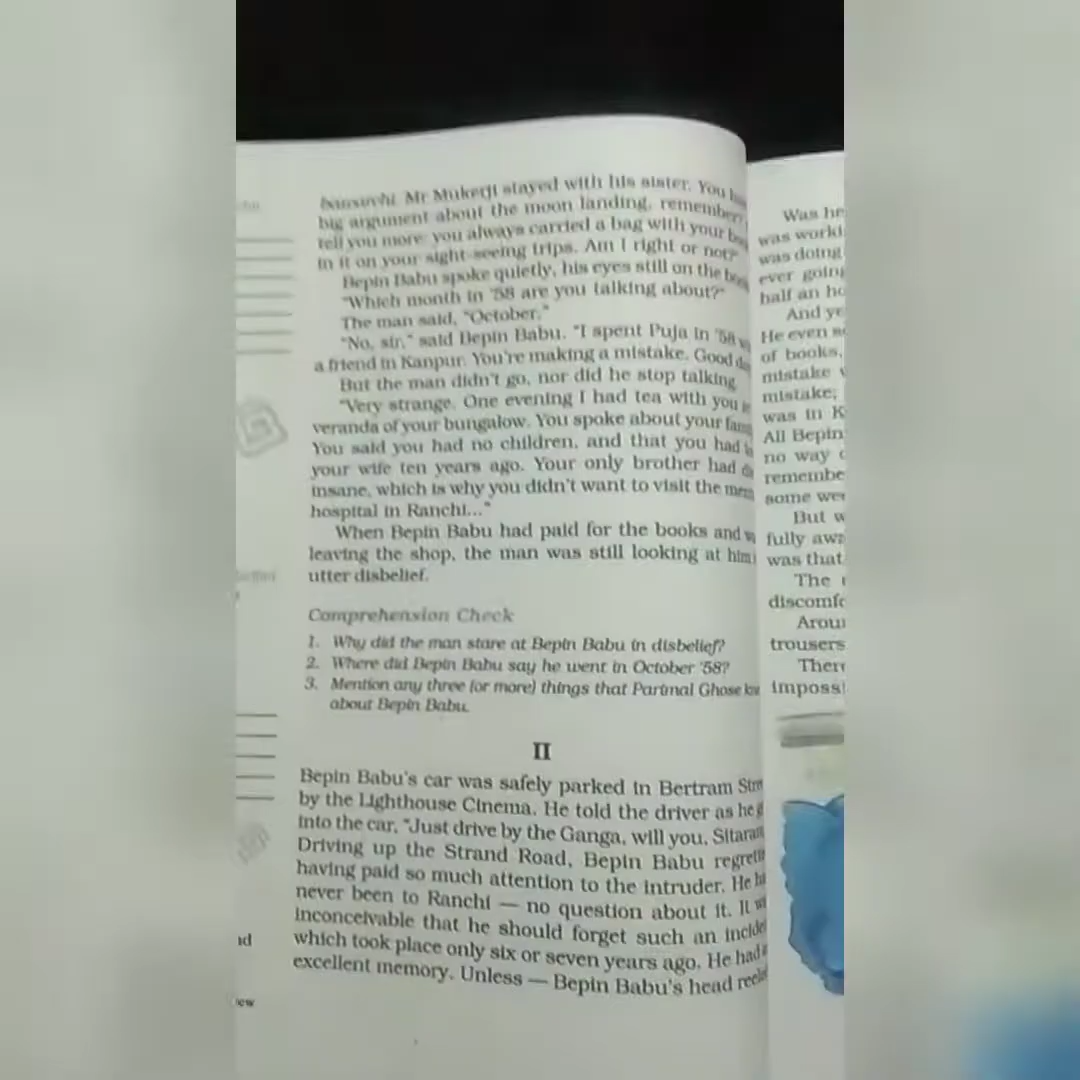 Mr Mukerji stayed with his sister. You
big argument about the moon landing, remember?
tell you more: you always carried a bag with your
in it on your sight-seeing trips. Am I right or not?"
Bepin Babu spoke quietly, his eyes still on the
"Which month in '58 are you talking about?"
The man said, "October."
"No, sir," said Bepin Babu. "I spent Puja in '58
a friend in Kanpur. You're making a mistake. Good
But the man didn't go, nor did he stop talking.
"Very strange. One evening I had tea with you
veranda of your bungalow. You spoke about your
You said you had no children, and that you had
your wife ten years ago. Your only brother had
insane, which is why you didn't want to visit the
hospital in Ranchi..."
When Bepin Babu had paid for the books and
leaving the shop, the man was still looking at him
utter disbelief.
Comprehension Check
1. Why did the man stare at Bepin Babu in disbelief?
2. Where did Bepin Babu say he went in October '58?
3. Mention any three (or more) things that Parimal Ghose
about Bepin Babu.
II
Bepin Babu's car was safely parked in Bertram
by the Lighthouse Cinema. He told the driver as he
into the car, "Just drive by the Ganga, will you,
Driving up the Strand Road, Bepin Babu
having paid so much attention to the intruder. He
never been to Ranchi — no question about it. It
inconceivable that he should forget such an
which took place only six or seven years ago. He had
excellent memory. Unless — Bepin Babu's head
Was he
was
was doing
ever
half an
And
He even
of books,
mistake
mistake;
was in
All Bepin
no way
some
But
fully
was that
The
trousers